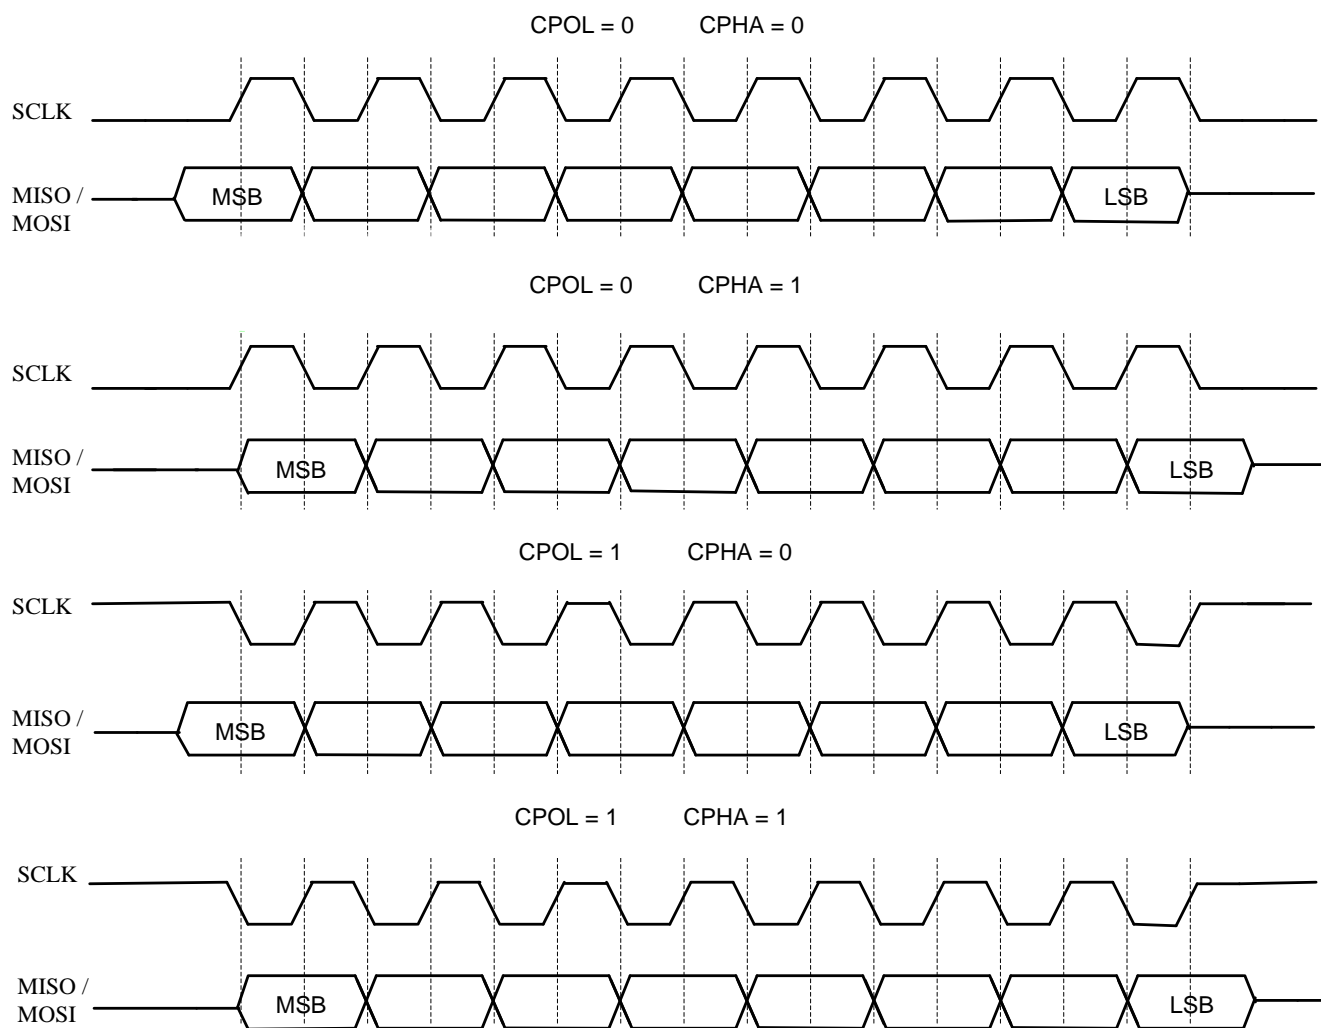 CPOL = 0 CPHA = 0
SCLK
MISO /
MOSI
MSB LSB
CPOL = 0 CPHA = 1
SCLK
MISO /
MOSI
MSB LSB
CPOL = 1 CPHA = 0
SCLK
MISO /
MOSI
MSB LSB
CPOL = 1 CPHA = 1
SCLK
MISO /
MOSI
MSB LSB